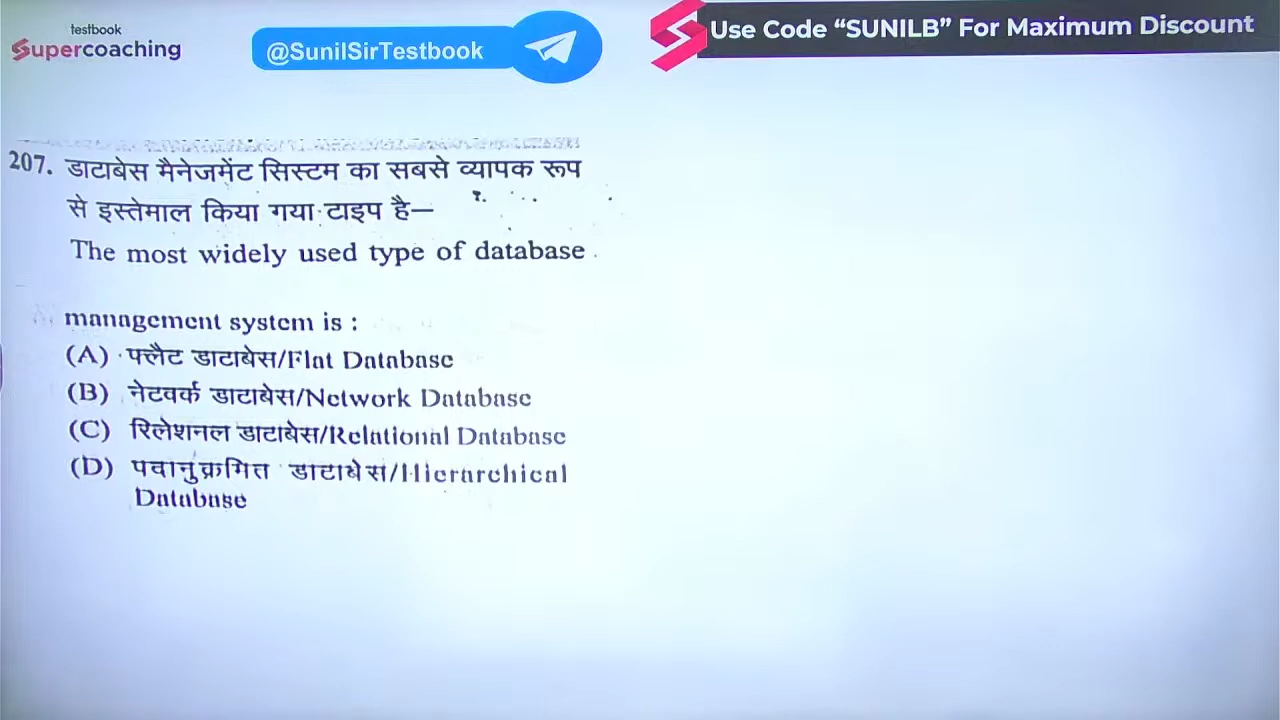 testbook
Supercoaching
@SunilSirTestbook
Use Code “SUNILB” For Maximum Discount
207. डाटाबेस मैनेजमेंट सिस्टम का सबसे व्यापक रूप
से इस्तेमाल किया गया टाइप है—
The most widely used type of database
management system is :
(A) फ्लैट डाटाबेस/Flat Database
(B) नेटवर्क डाटाबेस/Network Database
(C) रिलेशनल डाटाबेस/Relational Database
(D) पदानुक्रमित डाटाबेस/Hierarchical
Database